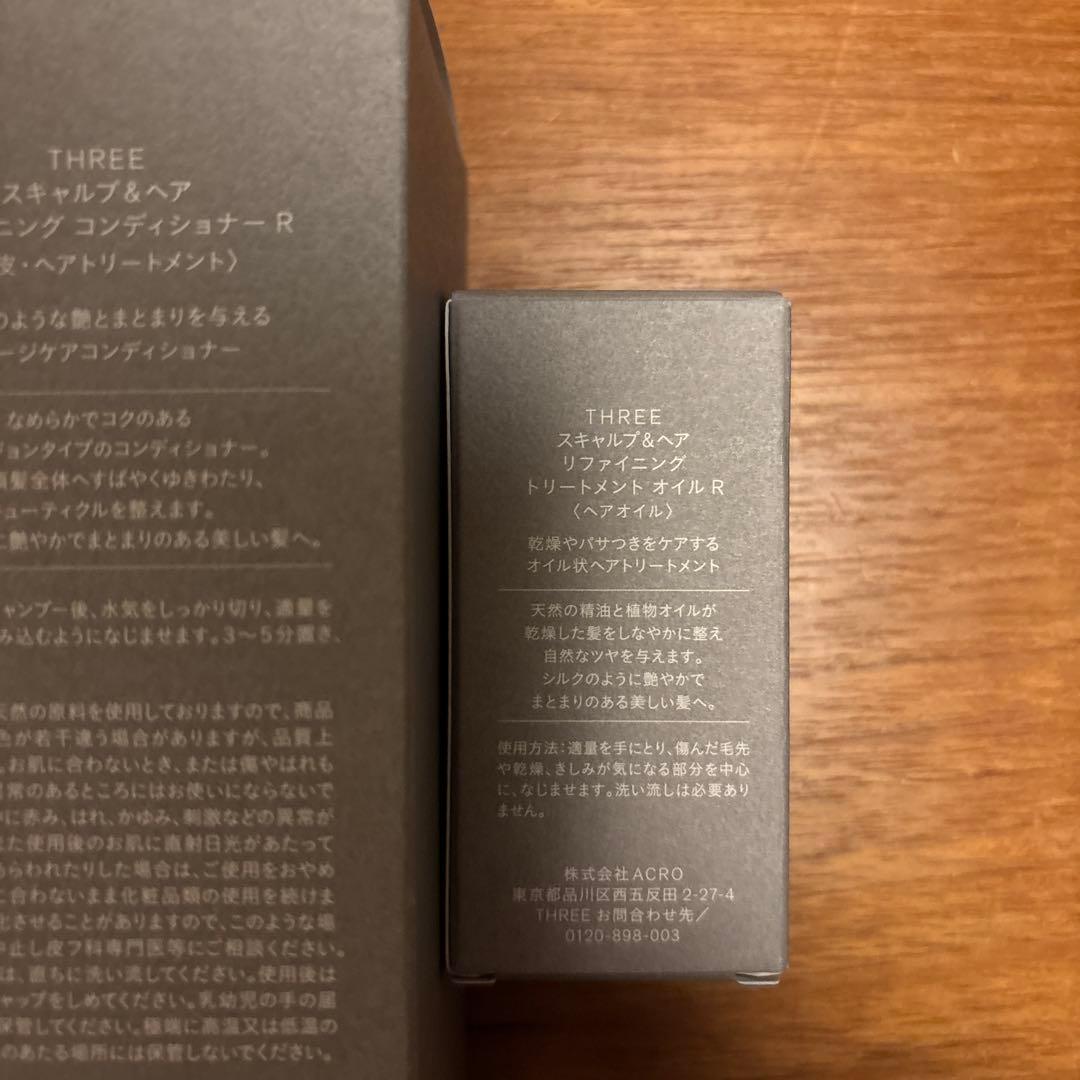 THREE
スキャルプ&ヘア
ニング コンディショナー R
・ヘアトリートメント〉
のような艶とまとまりを与える
ージケアコンディショナー
なめらかでコクのある
ジョンタイプのコンディショナー。
頭髪全体へすばやくゆきわたり、
キューティクルを整えます。
に艶やかでまとまりのある美しい髪へ。
ャンプー後、水気をしっかり切り、適量を
み込むようになじませます。3〜5分置き、
天然の原料を使用しておりますので、商品
色が若干違う場合がありますが、品質上
。お肌に合わないとき、または傷やはれも
異常のあるところにはお使いにならないで
中に赤み、はれ、かゆみ、刺激などの異常が
また使用後のお肌に直射日光があたって
あらわれたりした場合は、ご使用をおやめ
に合わないまま化粧品類の使用を続けま
化させることがありますので、このような場
中止し皮フ科専門医等にご相談ください。
は、直ちに洗い流してください。使用後は
ャップをしめてください。乳幼児の手の届
保管してください。極端に高温又は低温の
のあたる場所には保管しないでください。
THREE
スキャルプ&ヘア
リファイニング
トリートメント オイル R
〈ヘアオイル〉
乾燥やパサつきをケアする
オイル状ヘアトリートメント
天然の精油と植物オイルが
乾燥した髪をしなやかに整え
自然なツヤを与えます。
シルクのように艶やかで
まとまりのある美しい髪へ。
使用方法:適量を手にとり、傷んだ毛先
や乾燥、きしみが気になる部分を中心
に、なじませます。洗い流しは必要あり
ません。
株式会社ACRO
東京都品川区西五反田 2-27-4
THREE お問合わせ先／
0120-898-003